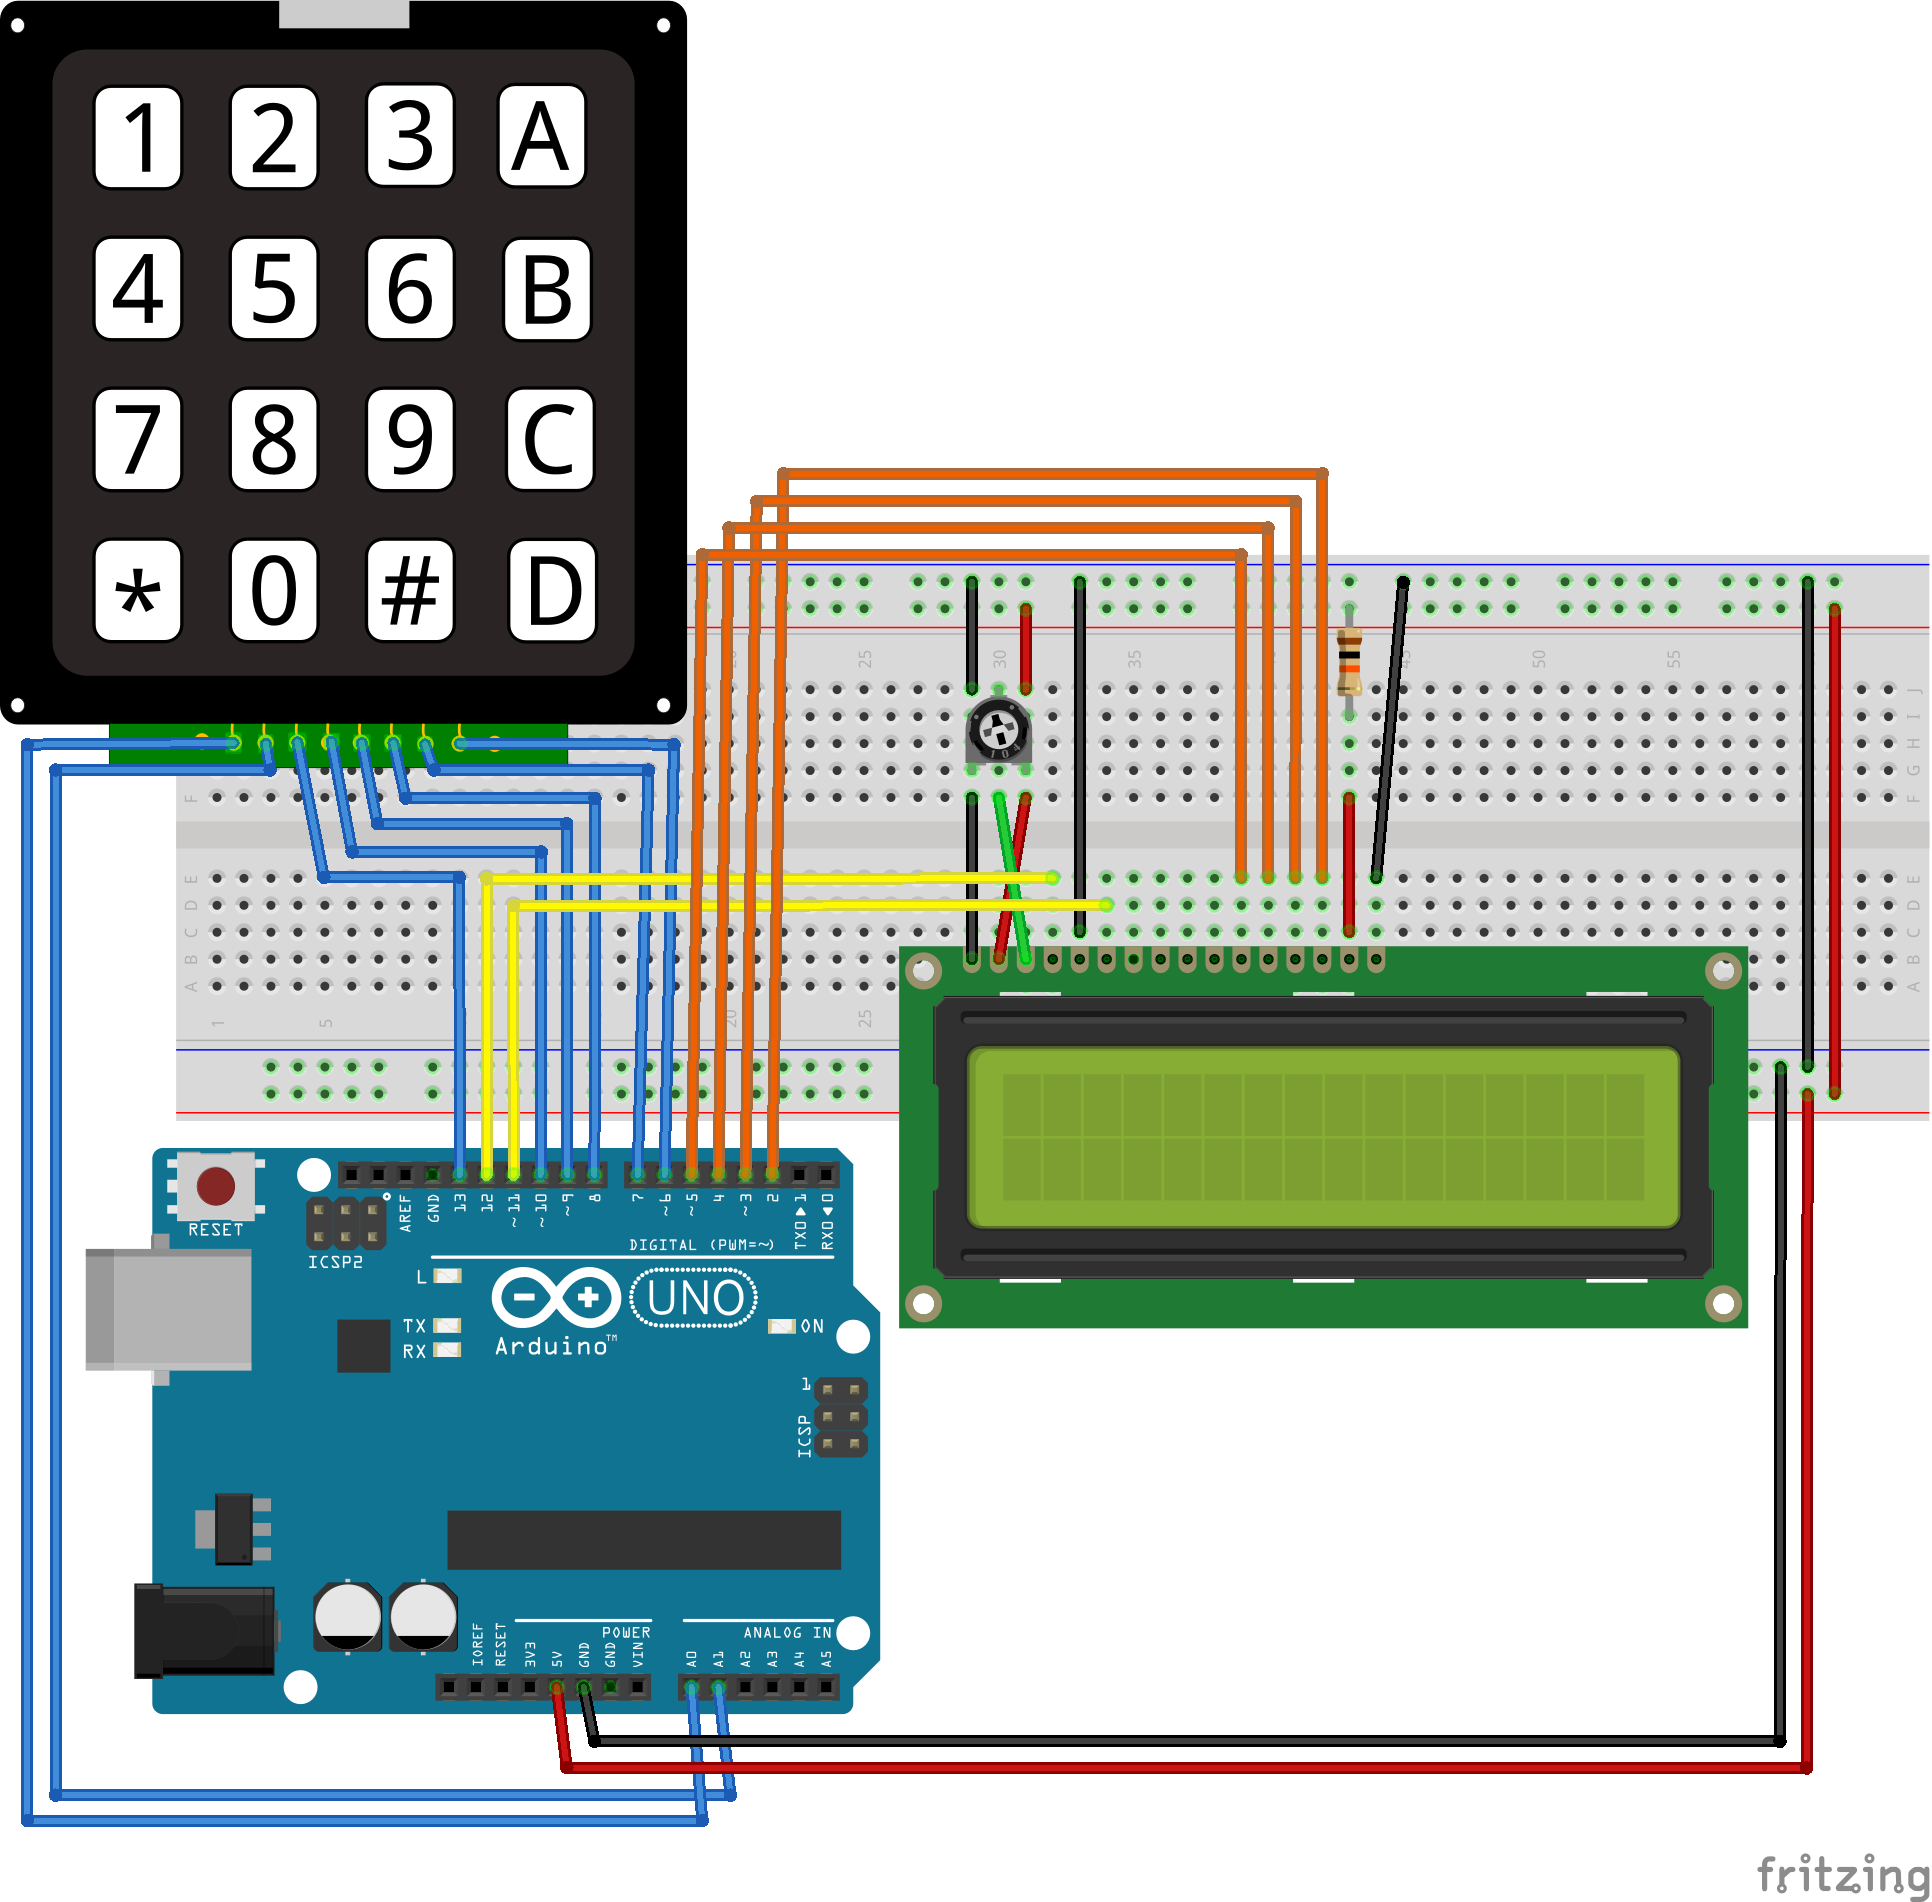 1 2 3 A
4 5 6 B
7 8 9 C
* 0 # D
25 30 35 45 50 55
J
I
H
G
F F
E E
D D
C C
B B
A A
1 5 20 25
RESET
ICSP2
AREF GND 13 12 ~11 ~10 ~9 8 7 ~6 ~5 4 ~3 2 TX0▶1 RX0◀0
DIGITAL (PWM=~)
L
TX
RX
UNO
Arduino™
ON
1
ICSP
104
POWER
ANALOG IN
IOREF RESET 3V3 5V GND GND VIN A0 A1 A2 A3 A4 A5
fritzing